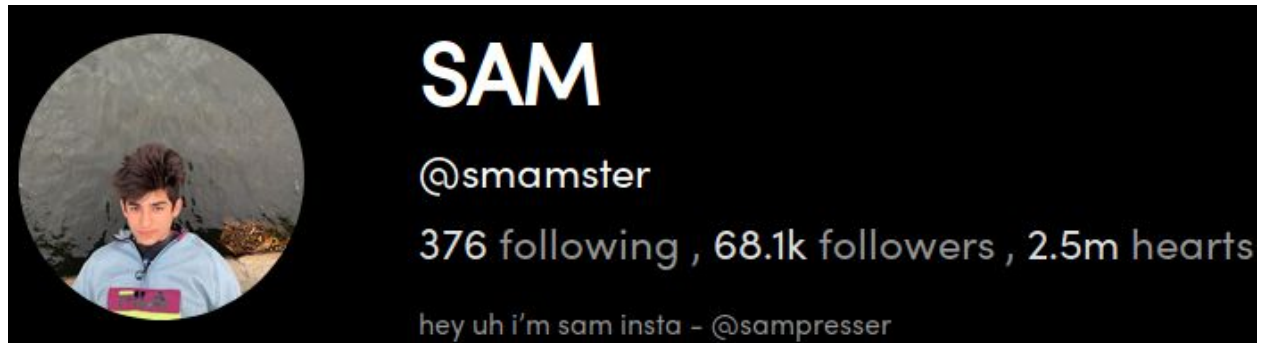 SAM
@smamster
376 following , 68.1k followers , 2.5m hearts
hey uh i'm sam insta - @sampresser